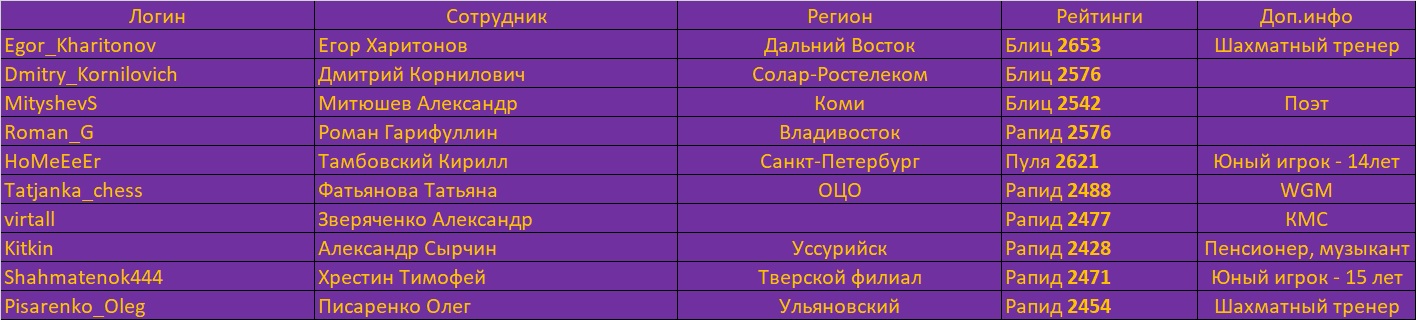 Логин Сотрудник Регион Рейтинги Доп.инфо
Egor_Kharitonov Егор Харитонов Дальний Восток Блиц 2653 Шахматный тренер
Dmitry_Kornilovich Дмитрий Корнилович Солар-Ростелеком Блиц 2576
MityshevS Митюшев Александр Коми Блиц 2542 Поэт
Roman_G Роман Гарифуллин Владивосток Рапид 2576
HoMeEeEr Тамбовский Кирилл Санкт-Петербург Пуля 2621 Юный игрок - 14лет
Tatjanka_chess Фатьянова Татьяна ОЦО Рапид 2488 WGM
virtall Зверяченко Александр Рапид 2477 КМС
Kitkin Александр Сырчин Уссурийск Рапид 2428 Пенсионер, музыкант
Shahmatenok444 Хрестин Тимофей Тверской филиал Рапид 2471 Юный игрок - 15 лет
Pisarenko_Oleg Писаренко Олег Ульяновский Рапид 2454 Шахматный тренер